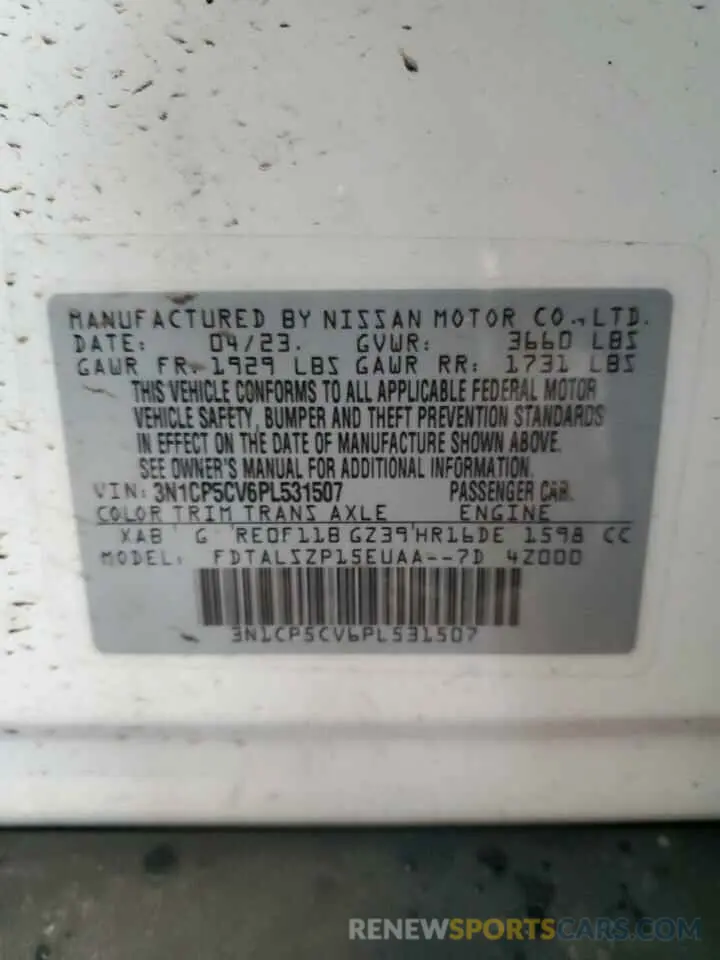 MANUFACTURED BY NISSAN MOTOR CO., LTD.
DATE: 04/23. GVWR: 3660 LBS
GAWR FR. 1929 LBS GAWR RR: 1731 LBS
THIS VEHICLE CONFORMS TO ALL APPLICABLE FEDERAL MOTOR
VEHICLE SAFETY, BUMPER AND THEFT PREVENTION STANDARDS
IN EFFECT ON THE DATE OF MANUFACTURE SHOWN ABOVE.
SEE OWNER'S MANUAL FOR ADDITIONAL INFORMATION.
VIN: 3N1CP5CV6PL531507 PASSENGER CAR.
COLOR TRIM TRANS AXLE ENGINE
XAB G RE0F11B GZ39 HR16DE 1598 CC
MODEL: FDTALSZP15EUAA--7D 4Z000
3N1CP5CV6PL531507
RENEWSPORTSCARS.COM